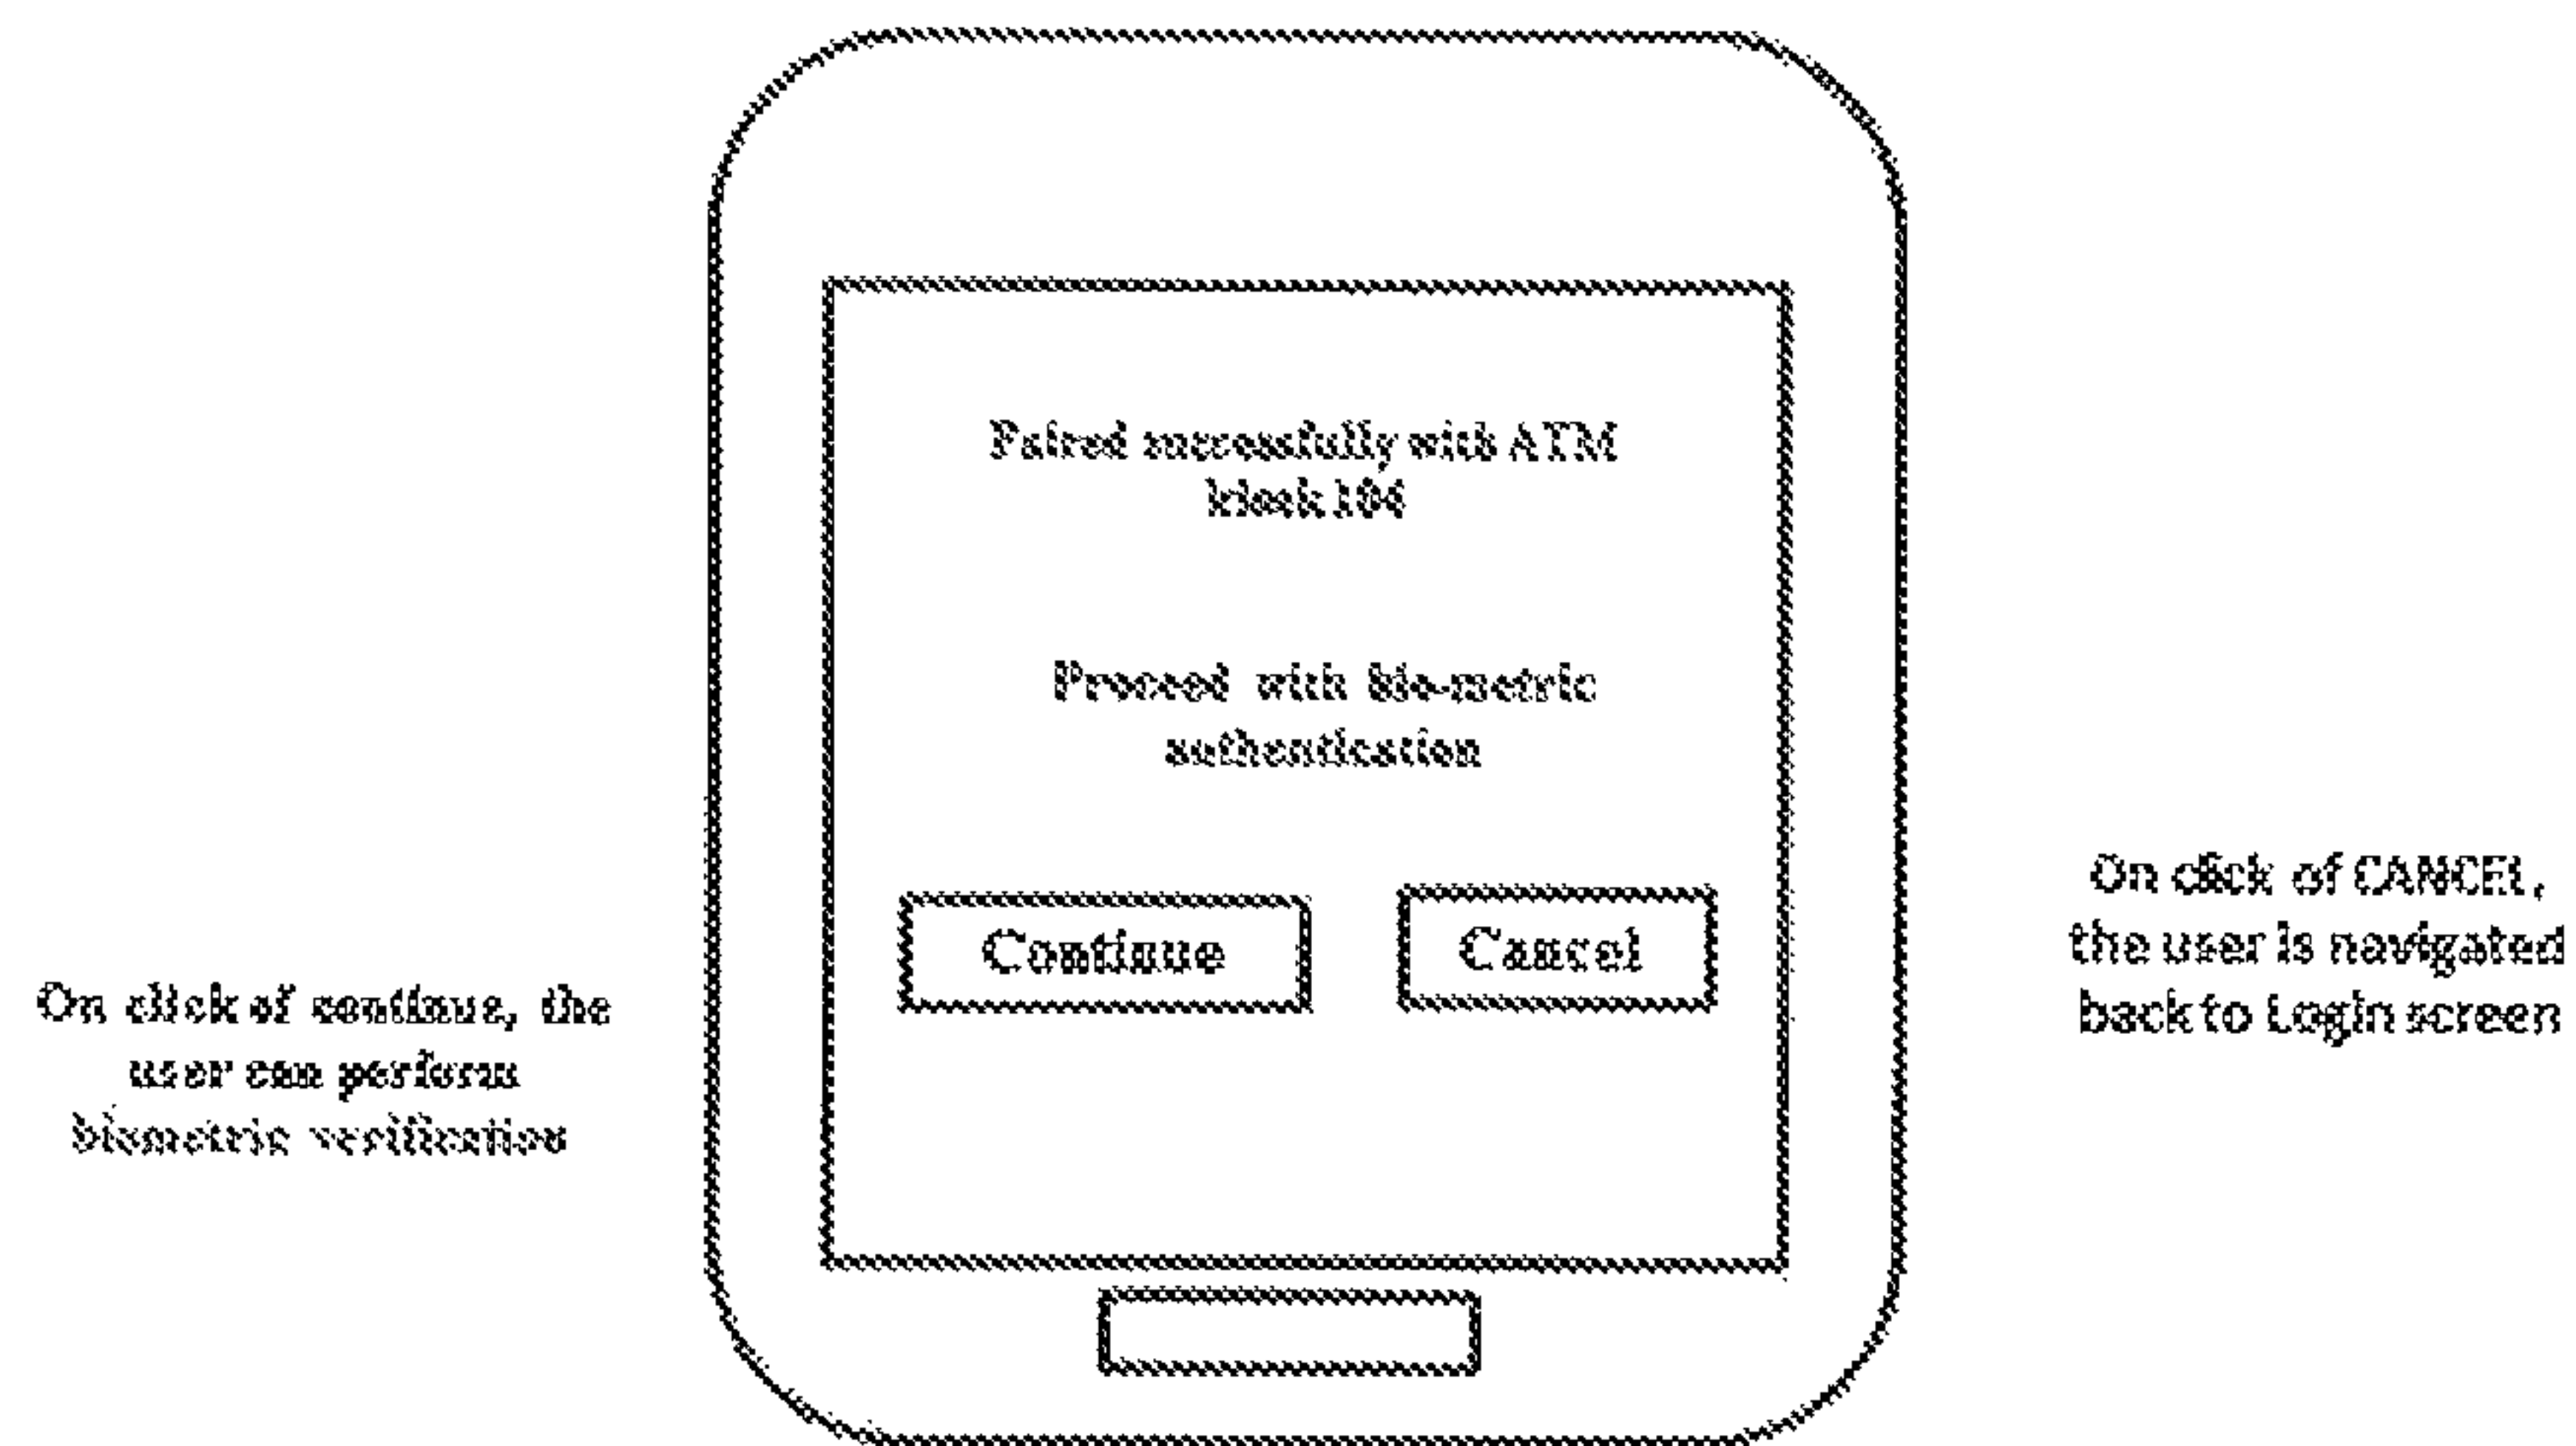 Paired successfully with ATM
kiosk 106
Proceed with bio-metric
authentication
Continue
Cancel
On click of continue, the
user can perform
biometric verification
On click of CANCEL,
the user is navigated
back to Login screen